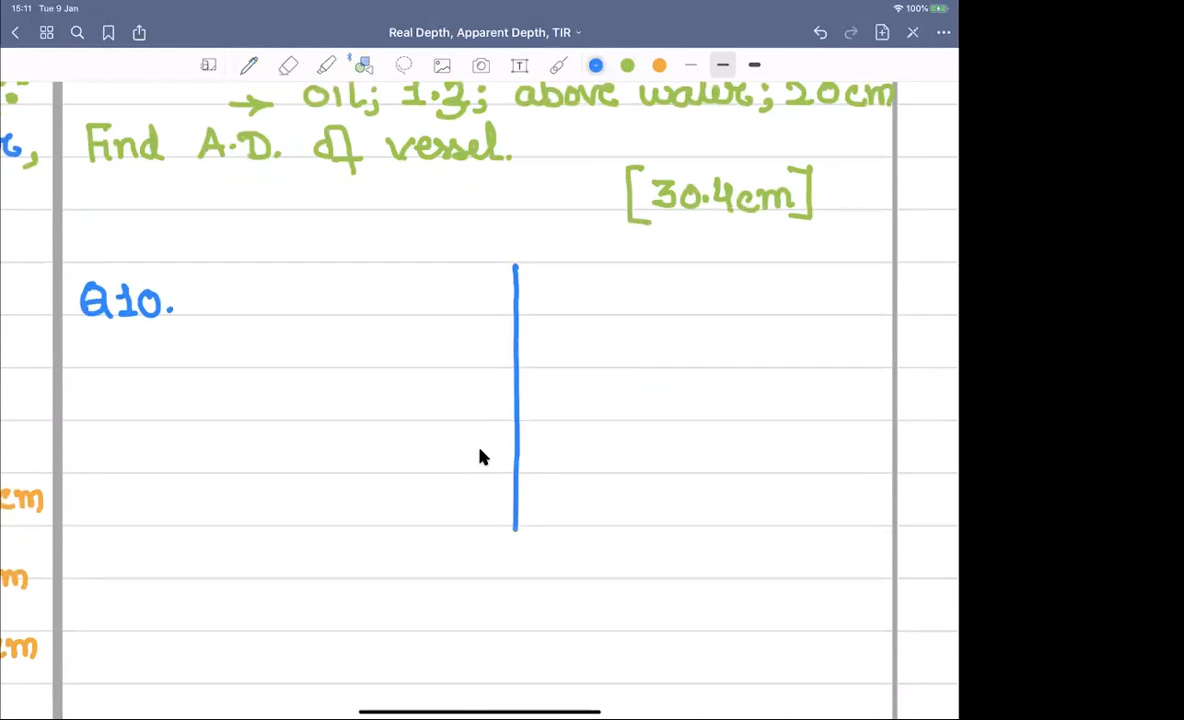 15:11 Tue 9 Jan
100%
Real Depth, Apparent Depth, TIR
→ Oil; 1.3; above water; 20cm
r, Find A.D. of vessel.
[30.4cm]
Q10.
cm
m
cm